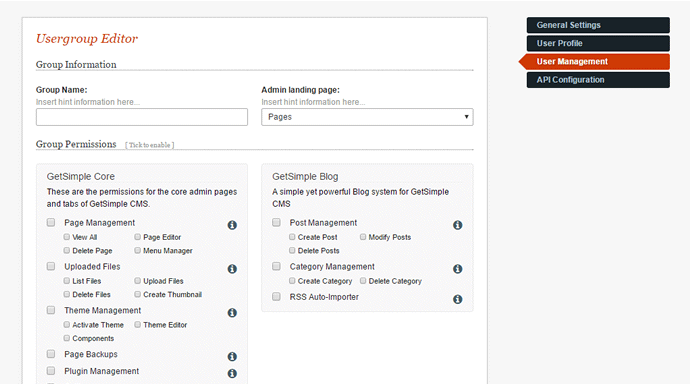 Usergroup Editor
Group Information
Group Name:
Insert hint information here...
Admin landing page:
Insert hint information here...
Pages
Group Permissions [ Tick to enable ]
GetSimple Core
These are the permissions for the core admin pages
and tabs of GetSimple CMS.
Page Management
View All Page Editor
Delete Page Menu Manager
Uploaded Files
List Files Upload Files
Delete Files Create Thumbnail
Theme Management
Activate Theme Theme Editor
Components
Page Backups
Plugin Management
GetSimple Blog
A simple yet powerful Blog system for GetSimple
CMS
Post Management
Create Post Modify Posts
Delete Posts
Category Management
Create Category Delete Category
RSS Auto-Importer
General Settings
User Profile
User Management
API Configuration